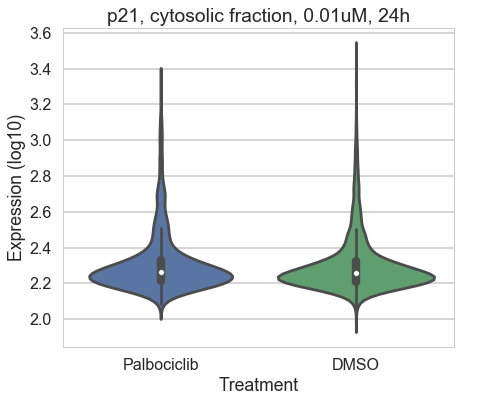 p21, cytosolic fraction, 0.01uM, 24h
3.6
3.4
3.2
3.0
2.8
2.6
2.4
2.2
2.0
Expression (log10)
Palbociclib DMSO
Treatment